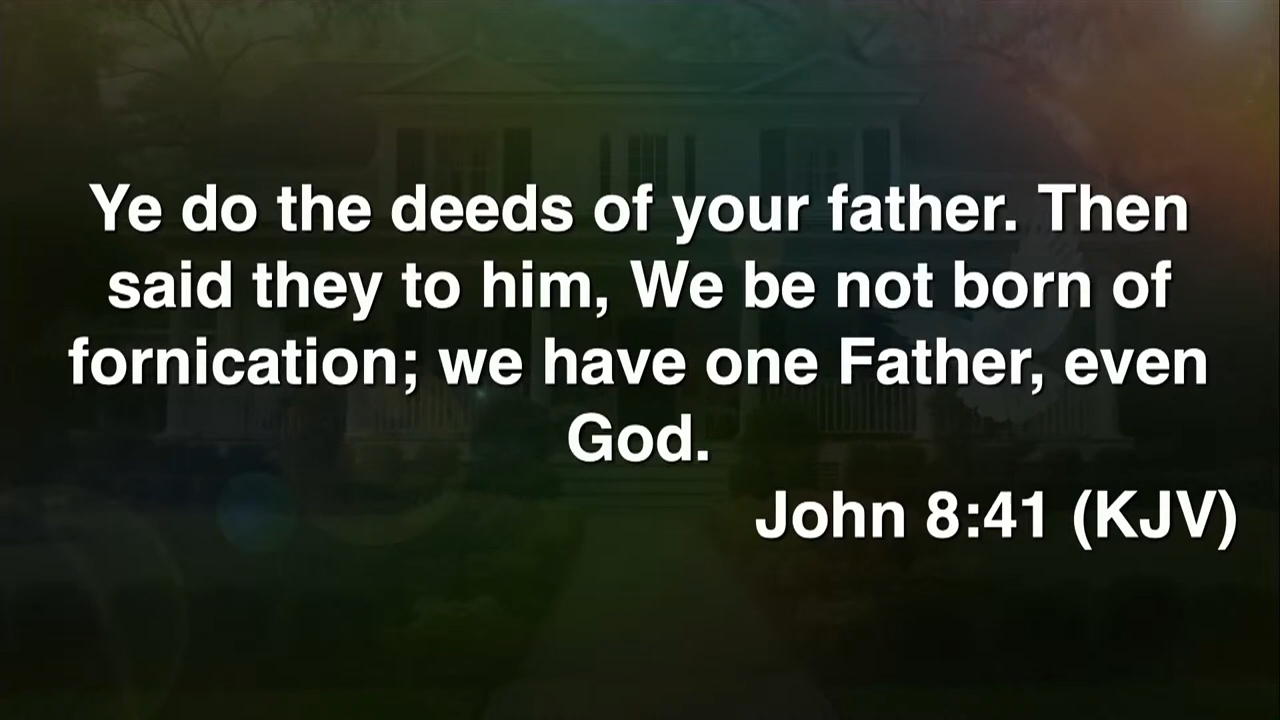 Ye do the deeds of your father. Then
said they to him, We be not born of
fornication; we have one Father, even
God.
John 8:41 (KJV)